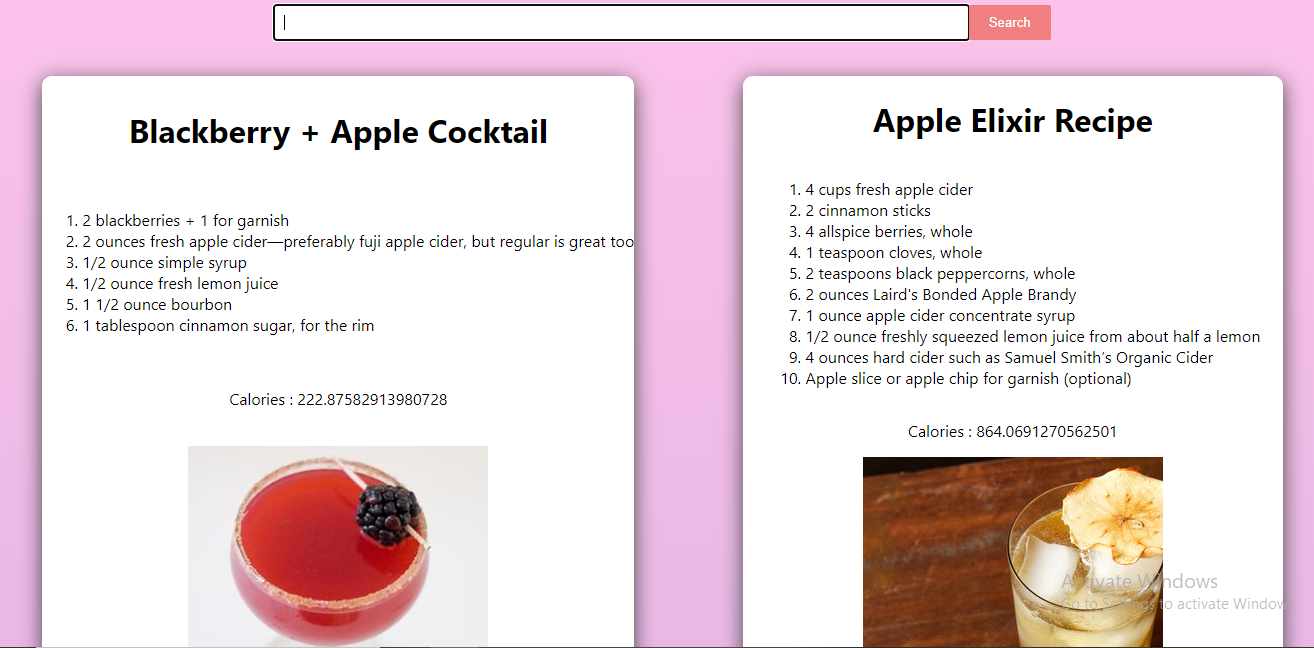 Search
Blackberry + Apple Cocktail
1. 2 blackberries + 1 for garnish
2. 2 ounces fresh apple cider—preferably fuji apple cider, but regular is great too
3. 1/2 ounce simple syrup
4. 1/2 ounce fresh lemon juice
5. 1 1/2 ounce bourbon
6. 1 tablespoon cinnamon sugar, for the rim
Calories : 222.87582913980728
Apple Elixir Recipe
1. 4 cups fresh apple cider
2. 2 cinnamon sticks
3. 4 allspice berries, whole
4. 1 teaspoon cloves, whole
5. 2 teaspoons black peppercorns, whole
6. 2 ounces Laird's Bonded Apple Brandy
7. 1 ounce apple cider concentrate syrup
8. 1/2 ounce freshly squeezed lemon juice from about half a lemon
9. 4 ounces hard cider such as Samuel Smith’s Organic Cider
10. Apple slice or apple chip for garnish (optional)
Calories : 864.0691270562501
Activate Windows
Go to Settings to activate Windows.